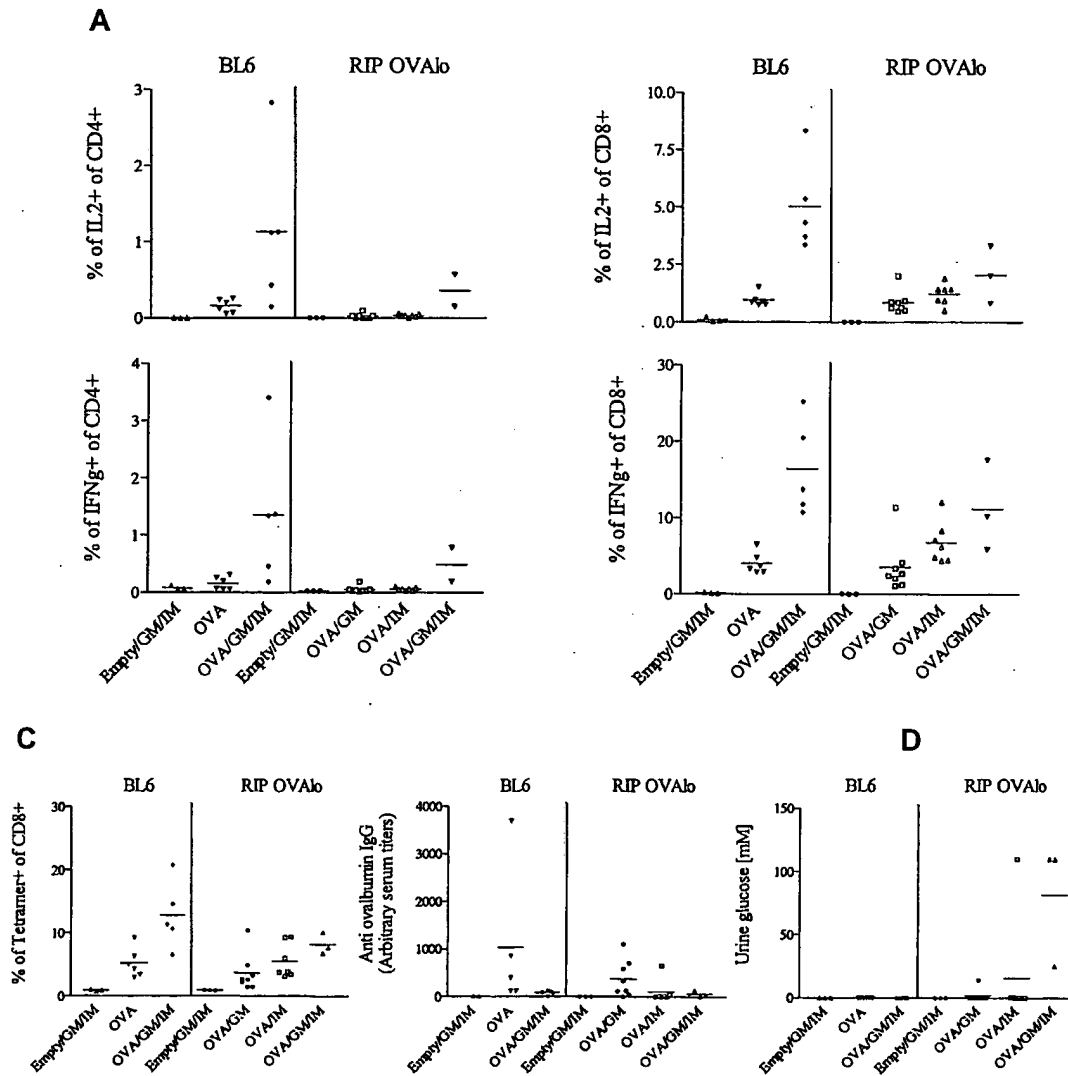 A
BL6
RIP OVAlo
% of IL2+ of CD4+
3
2
1
0
BL6
RIP OVAlo
% of IL2+ of CD8+
10.0
7.5
5.0
2.5
0.0
% of IFNg+ of CD4+
4
3
2
1
0
Empty/GM/IM
OVA
OVA/GM/IM
Empty/GM/IM
OVA/GM
OVA/IM
OVA/GM/IM
% of IFNg+ of CD8+
30
20
10
0
Empty/GM/IM
OVA
OVA/GM/IM
Empty/GM/IM
OVA/GM
OVA/IM
OVA/GM/IM
C
BL6
RIP OVAlo
% of Tetramer+ of CD8+
30
20
10
0
Empty/GM/IM
OVA
OVA/GM/IM
Empty/GM/IM
OVA/GM
OVA/IM
OVA/GM/IM
BL6
RIP OVAlo
Anti ovalbumin IgG
(Arbitrary serum titers)
4000
3000
2000
1000
0
Empty/GM/IM
OVA
OVA/GM/IM
Empty/GM/IM
OVA/GM
OVA/IM
OVA/GM/IM
D
BL6
RIP OVAlo
Urine glucose [mM]
150
100
50
0
Empty/GM/IM
OVA
OVA/GM/IM
Empty/GM/IM
OVA/GM
OVA/IM
OVA/GM/IM